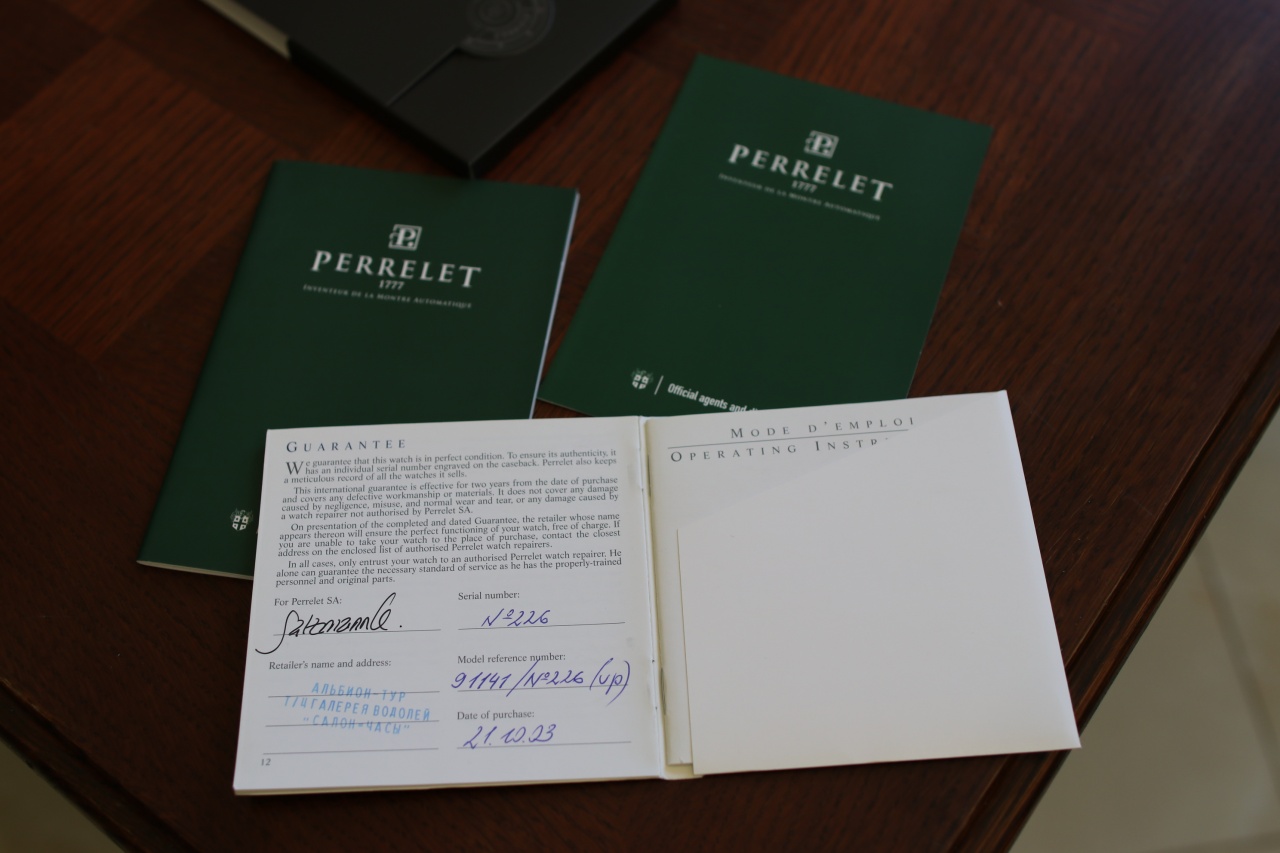 PERRELET
1777
INVENTEUR DE LA MONTRE AUTOMATIQUE
PERRELET
1777
INVENTEUR DE LA MONTRE AUTOMATIQUE
Official agents and
GUARANTEE
We guarantee that this watch is in perfect condition. To ensure its authenticity, it
has an individual serial number engraved on the caseback. Perrelet also keeps
a meticulous record of all the watches it sells.
This international guarantee is effective for two years from the date of purchase
and covers any defective workmanship or materials. It does not cover any damage
caused by negligence, misuse, and normal wear and tear, or any damage caused by
a watch repairer not authorised by Perrelet SA.
On presentation of the completed and dated Guarantee, the retailer whose name
appears thereon will ensure the perfect functioning of your watch, free of charge. If
you are unable to take your watch to the place of purchase, contact the closest
address on the enclosed list of authorised Perrelet watch repairers.
In all cases, only entrust your watch to an authorised Perrelet watch repairer. He
alone can guarantee the necessary standard of service as he has the properly-trained
personnel and original parts.
For Perrelet SA:
Serial number:
№226
Retailer's name and address:
АЛЬБИОН-ТУР
Т/Ц ГАЛЕРЕЯ ВОДОЛЕЙ
"САЛОН-ЧАСЫ"
Model reference number:
91141/№226 (up)
Date of purchase:
21.10.23
12
MODE D'EMPLOI
OPERATING INSTR